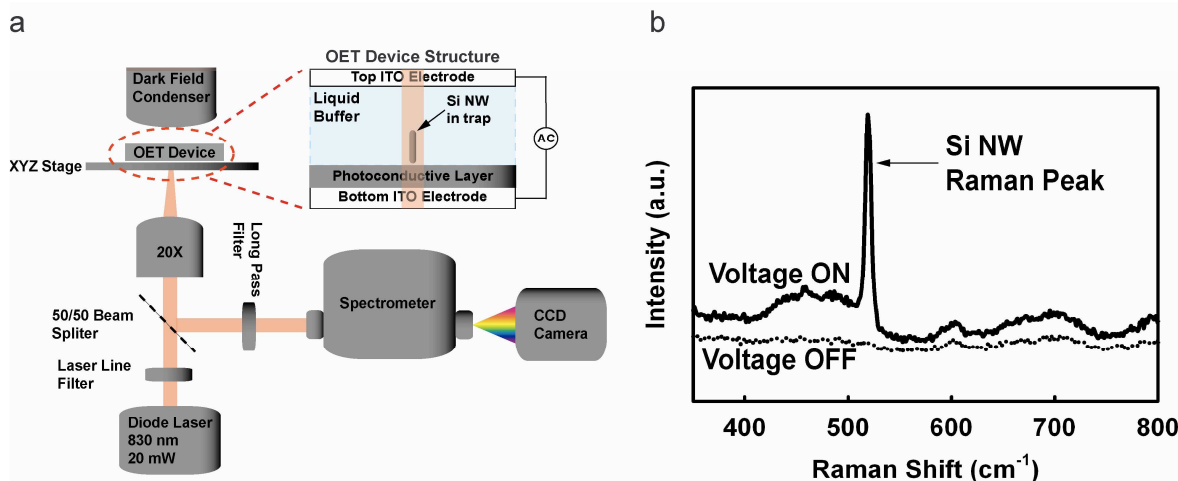 a
Dark Field
Condenser
OET Device
XYZ Stage
20X
50/50 Beam
Spliter
Laser Line
Filter
Diode Laser
830 nm
20 mW
Long Pass
Filter
Spectrometer
CCD
Camera
OET Device Structure
Top ITO Electrode
Liquid
Buffer
Si NW
in trap
AC
Photoconductive Layer
Bottom ITO Electrode
b
Intensity (a.u.)
Si NW
Raman Peak
Voltage ON
Voltage OFF
400 500 600 700 800
Raman Shift (cm⁻¹)